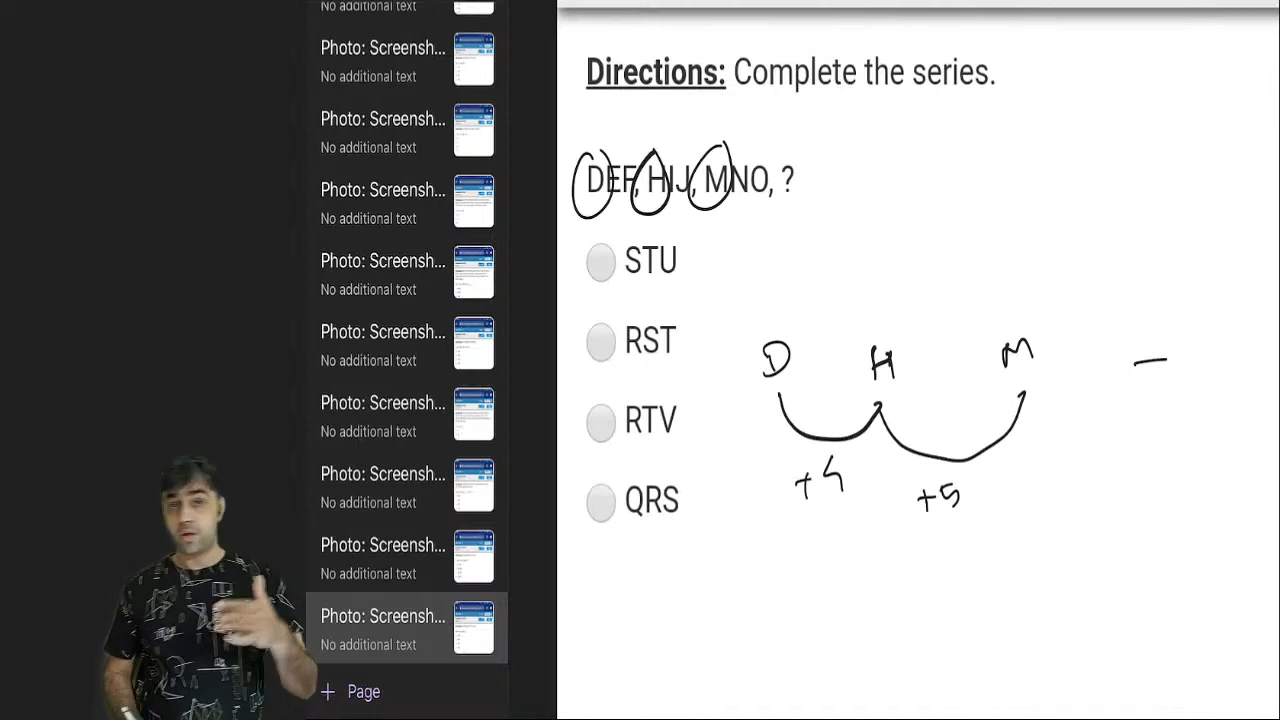 No additional text
Photo: Screensh...
No additional text
Photo: Screensh...
No additional text
Photo: Screensh...
No additional text
Photo: Screensh...
No additional text
Photo: Screensh...
No additional text
Photo: Screensh...
No additional text
Photo: Screensh...
No additional text
Photo: Screensh...
No additional text
Photo: Screensh...
No additional text
+ Page
Directions: Complete the series.
DEF, HIJ, MNO, ?
STU
RST
RTV
QRS
D H M –
+4 +5